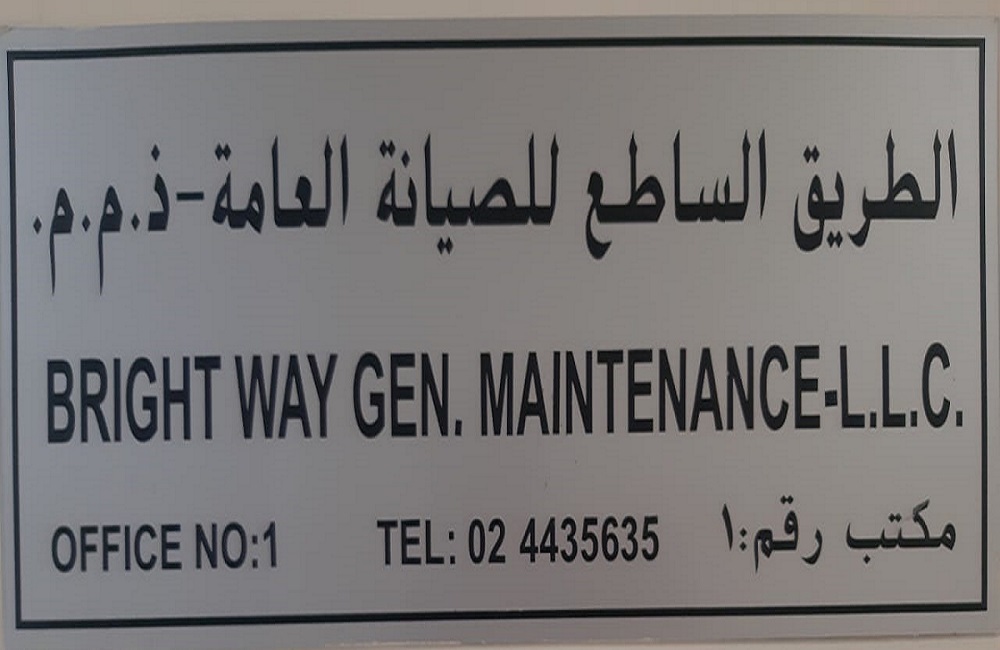 الطريق الساطع للصيانة العامة-ذ.م.م.
BRIGHT WAY GEN. MAINTENANCE-L.L.C.
OFFICE NO:1 TEL: 02 4435635 مكتب رقم:١